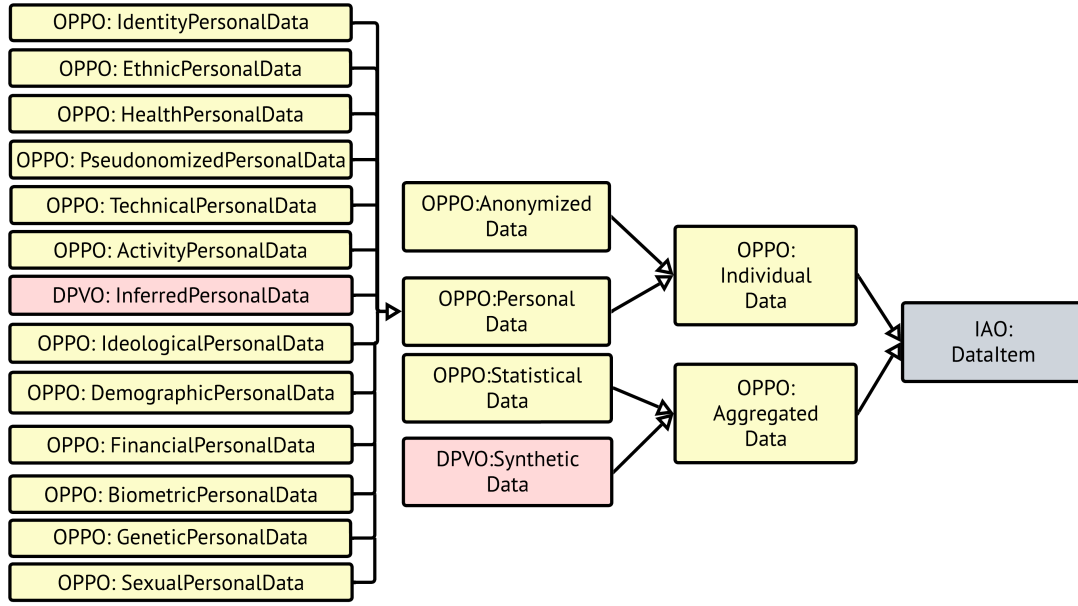 OPPO: IdentityPersonalData
OPPO: EthnicPersonalData
OPPO: HealthPersonalData
OPPO: PseudonomizedPersonalData
OPPO: TechnicalPersonalData
OPPO: ActivityPersonalData
DPVO: InferredPersonalData
OPPO: IdeologicalPersonalData
OPPO: DemographicPersonalData
OPPO: FinancialPersonalData
OPPO: BiometricPersonalData
OPPO: GeneticPersonalData
OPPO: SexualPersonalData
OPPO:Anonymized
Data
OPPO:Personal
Data
OPPO:Statistical
Data
DPVO:Synthetic
Data
OPPO:
Individual
Data
OPPO:
Aggregated
Data
IAO:
DataItem